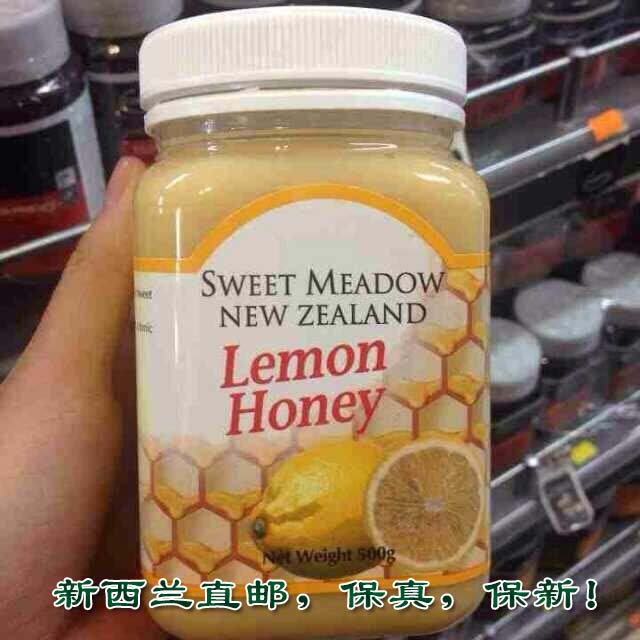 SWEET MEADOW
NEW ZEALAND
Lemon
Honey
Net Weight 500g
新西兰直邮，保真，保新！